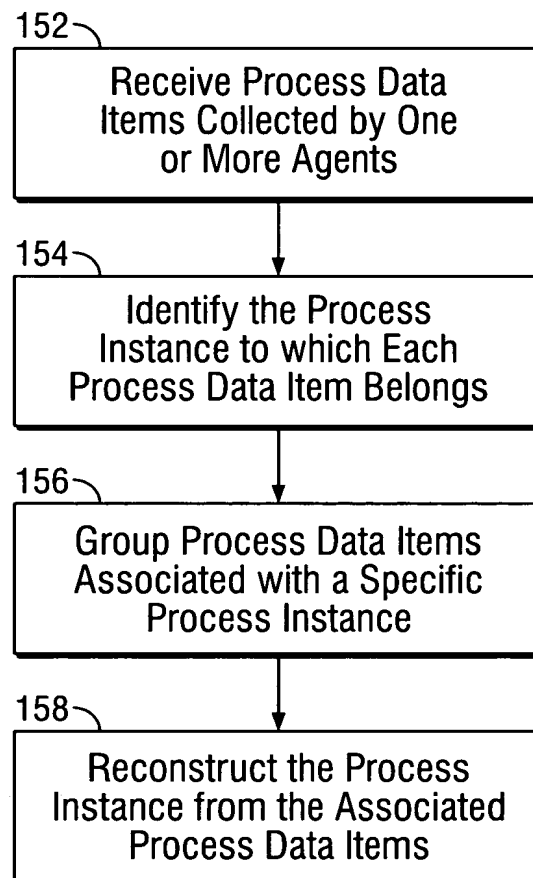 152
Receive Process Data
Items Collected by One
or More Agents
154
Identify the Process
Instance to which Each
Process Data Item Belongs
156
Group Process Data Items
Associated with a Specific
Process Instance
158
Reconstruct the Process
Instance from the Associated
Process Data Items